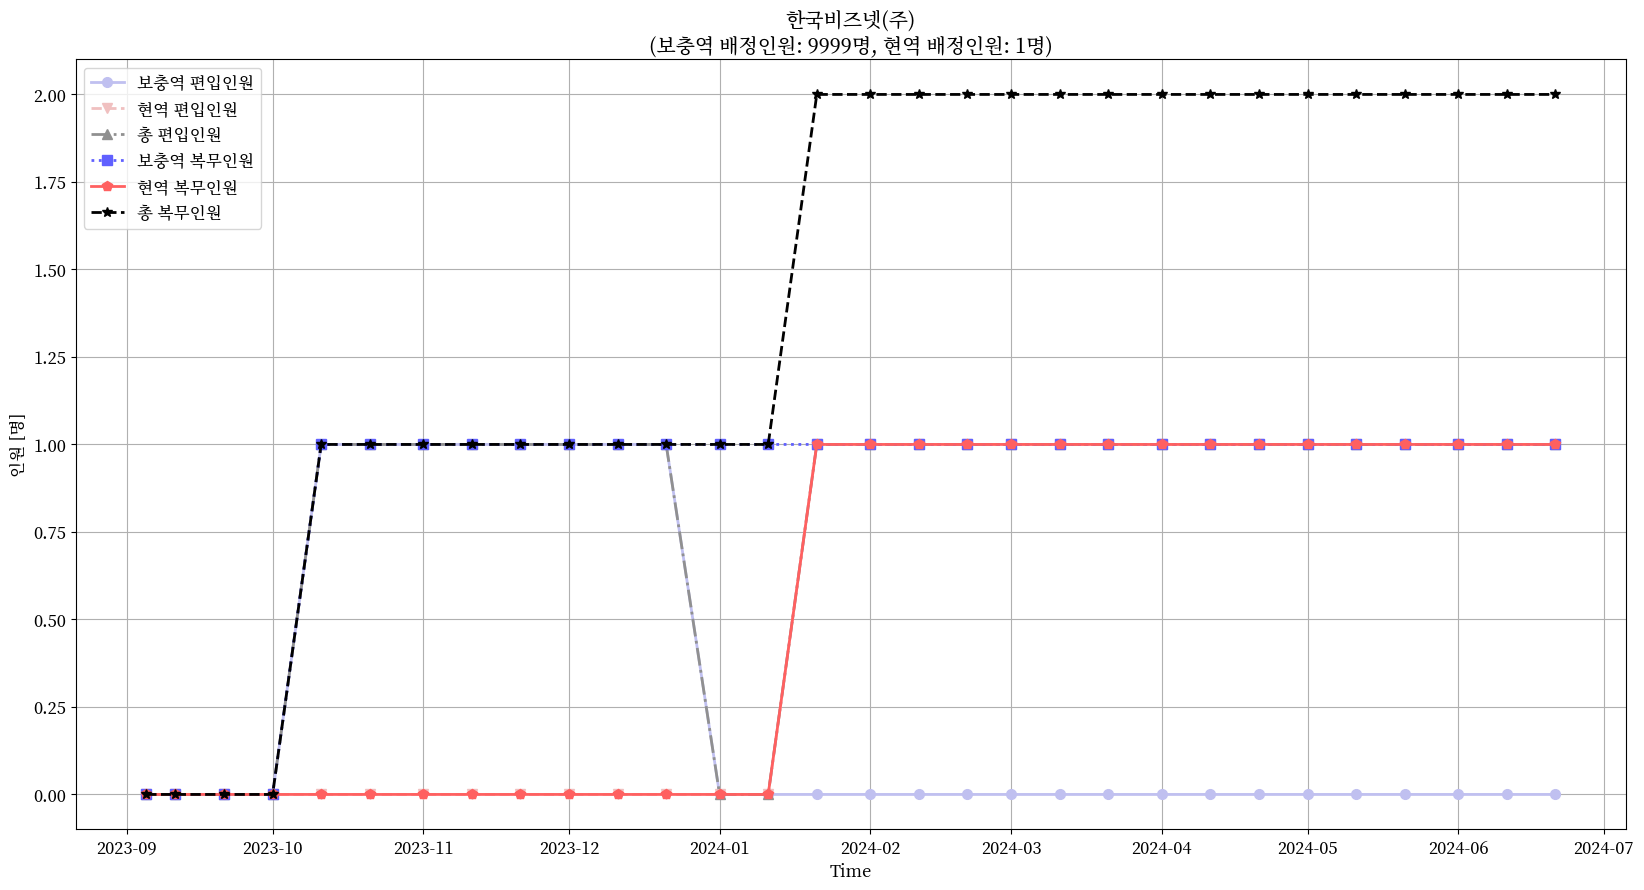 한국비즈넷(주)
(보충역 배정인원: 9999명, 현역 배정인원: 1명)
보충역 편입인원
현역 편입인원
총 편입인원
보충역 복무인원
현역 복무인원
총 복무인원
인원 [명]
2.00
1.75
1.50
1.25
1.00
0.75
0.50
0.25
0.00
2023-09 2023-10 2023-11 2023-12 2024-01 2024-02 2024-03 2024-04 2024-05 2024-06 2024-07
Time